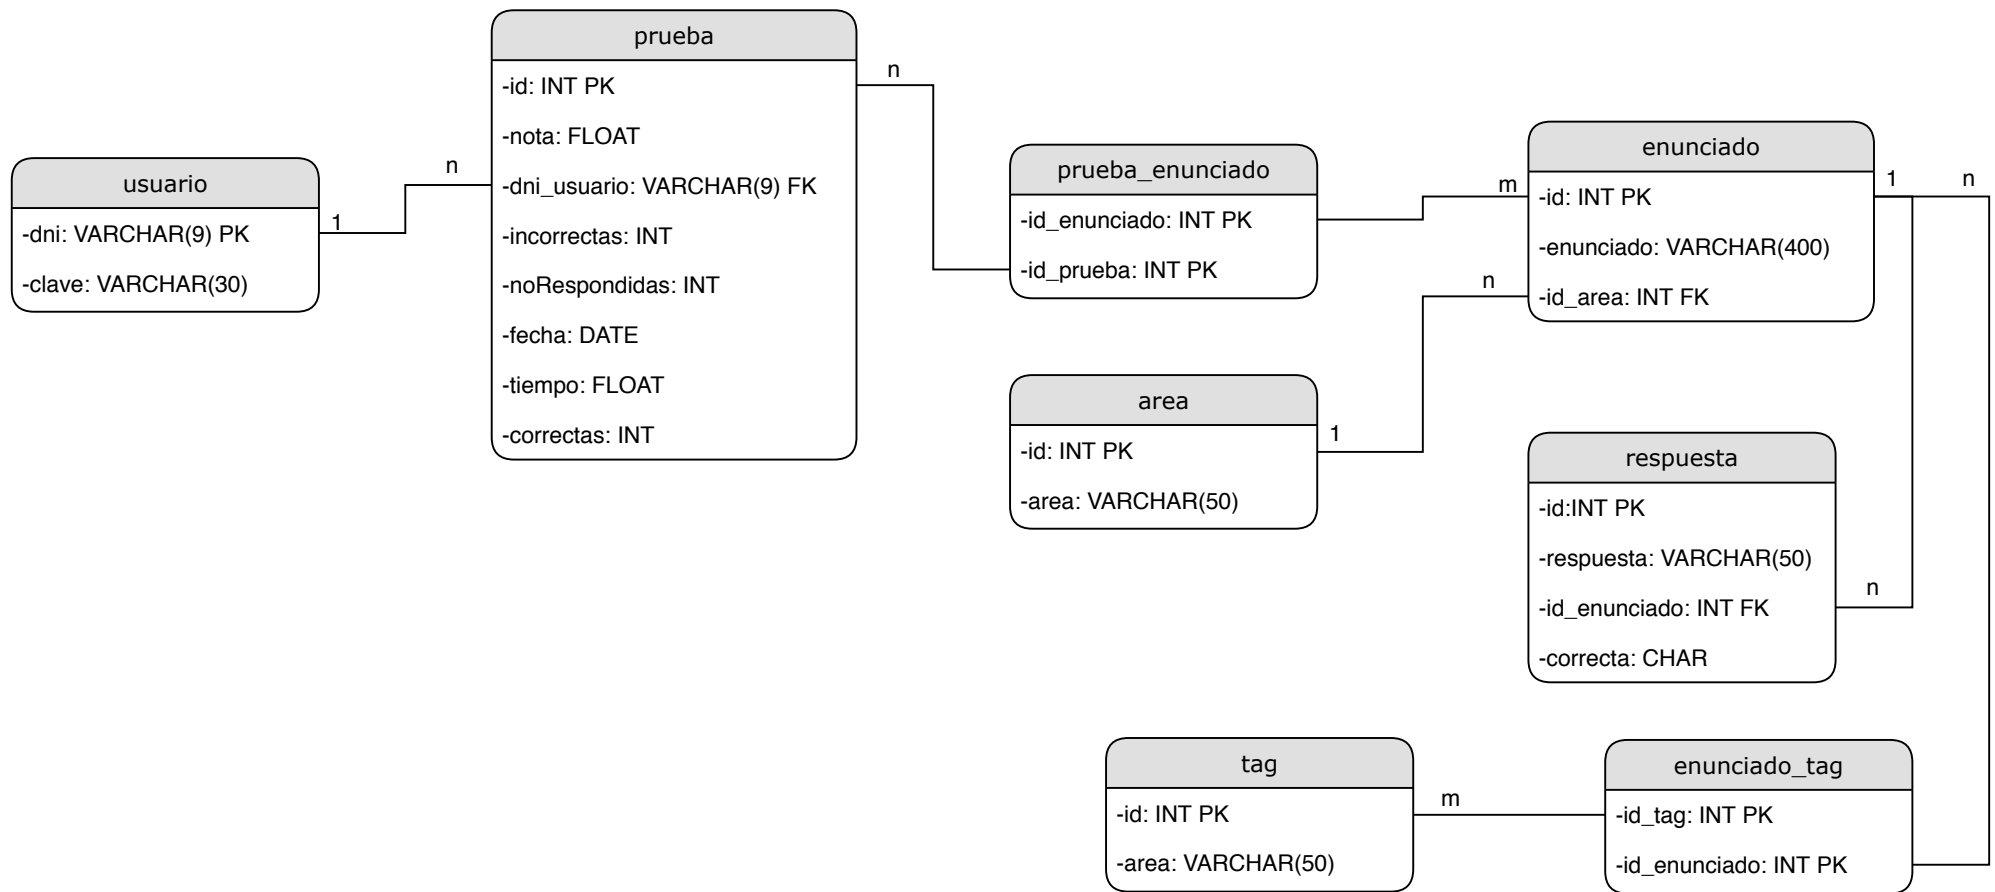 prueba
-id: INT PK
-nota: FLOAT
-dni_usuario: VARCHAR(9) FK
-incorrectas: INT
-noRespondidas: INT
-fecha: DATE
-tiempo: FLOAT
-correctas: INT
usuario
-dni: VARCHAR(9) PK
-clave: VARCHAR(30)
1
n
n
prueba_enunciado
-id_enunciado: INT PK
-id_prueba: INT PK
m
enunciado
-id: INT PK
-enunciado: VARCHAR(400)
-id_area: INT FK
1
n
n
area
-id: INT PK
-area: VARCHAR(50)
1
respuesta
-id:INT PK
-respuesta: VARCHAR(50)
-id_enunciado: INT FK
-correcta: CHAR
n
tag
-id: INT PK
-area: VARCHAR(50)
m
enunciado_tag
-id_tag: INT PK
-id_enunciado: INT PK